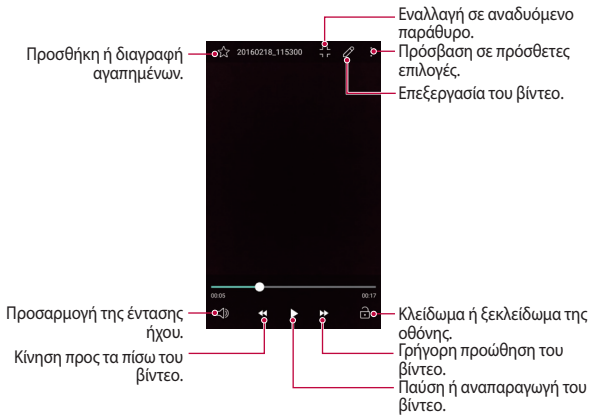 Εναλλαγή σε αναδυόμενο
παράθυρο.
Προσθήκη ή διαγραφή
αγαπημένων.
20160218_115300
Πρόσβαση σε πρόσθετες
επιλογές.
Επεξεργασία του βίντεο.
00:05
00:17
Προσαρμογή της έντασης
ήχου.
Κλείδωμα ή ξεκλείδωμα της
οθόνης.
Κίνηση προς τα πίσω του
βίντεο.
Γρήγορη προώθηση του
βίντεο.
Παύση ή αναπαραγωγή του
βίντεο.